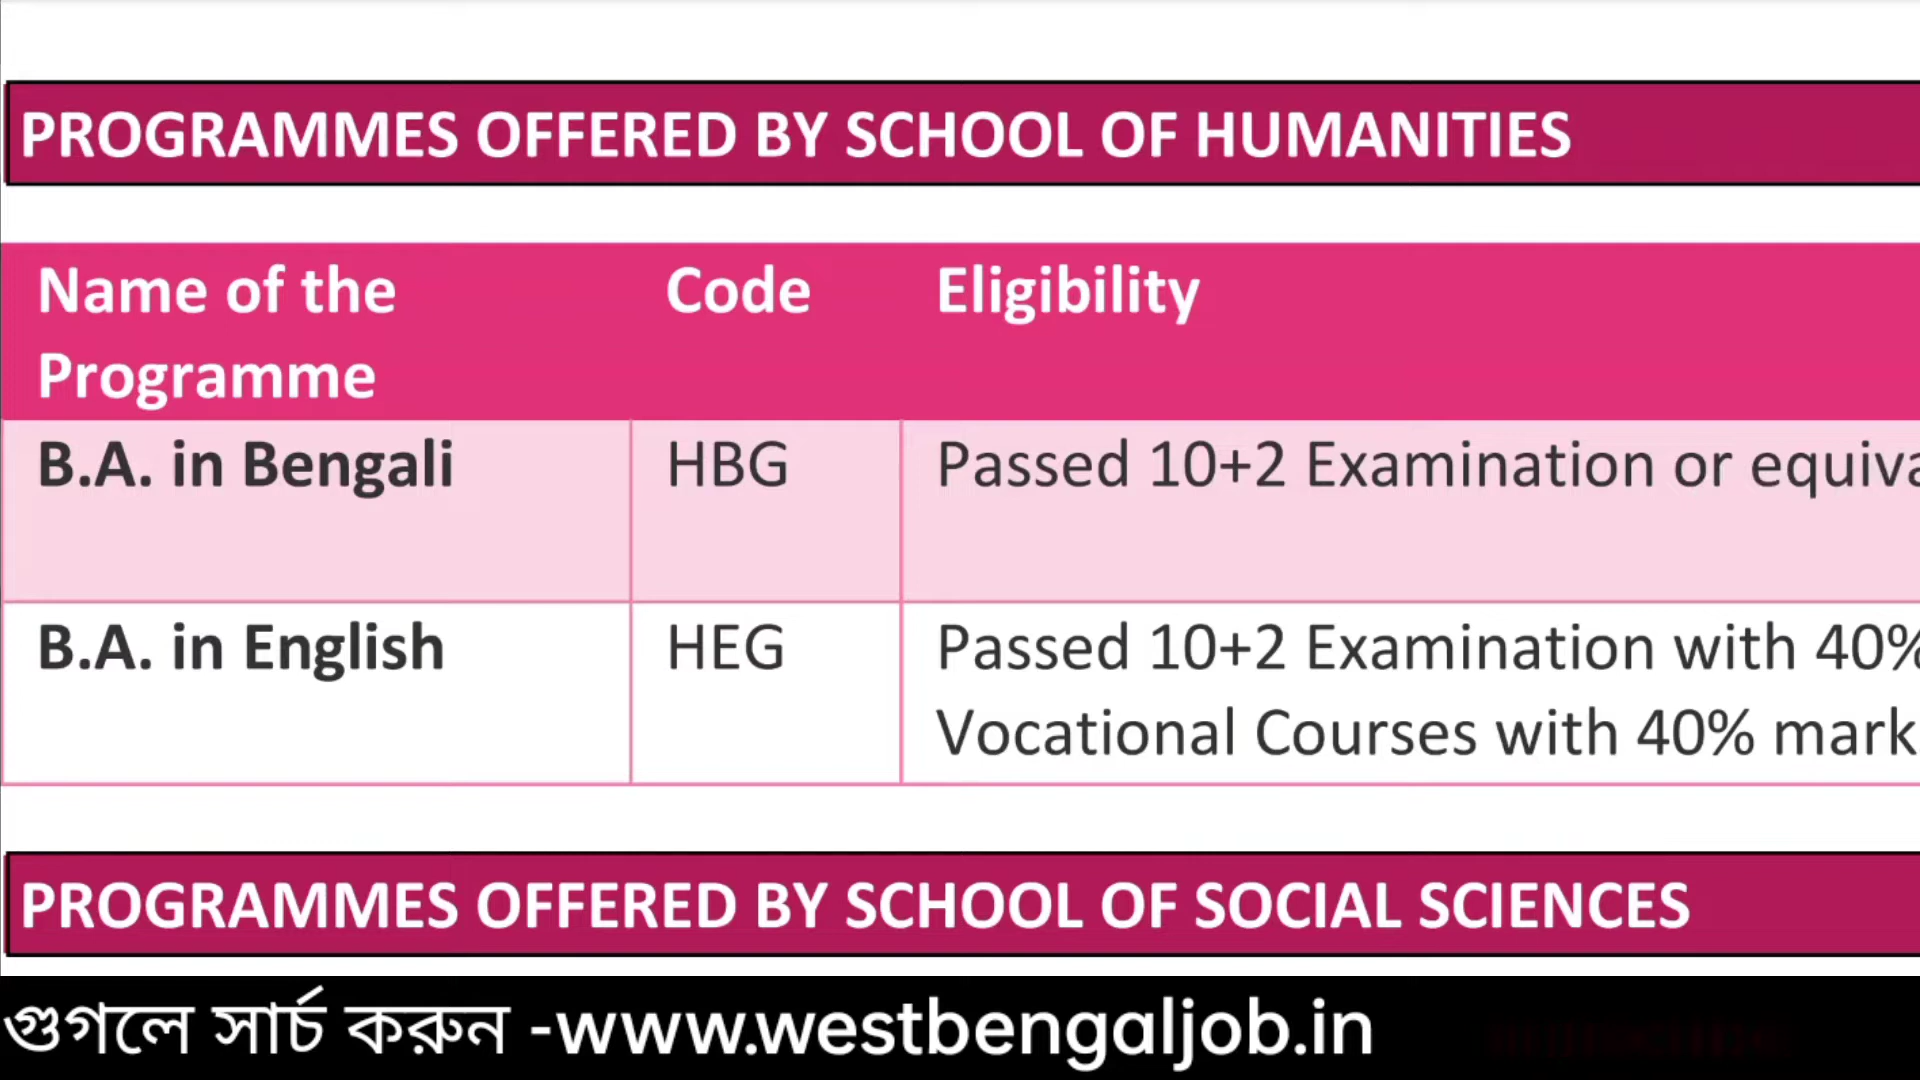 PROGRAMMES OFFERED BY SCHOOL OF HUMANITIES
Name of the Programme
Code
Eligibility
B.A. in Bengali
HBG
Passed 10+2 Examination or
B.A. in English
HEG
Passed 10+2 Examination with 40%
Vocational Courses with 40%
PROGRAMMES OFFERED BY SCHOOL OF SOCIAL SCIENCES
গুগলে সার্চ করুন -www.westbengaljob.in